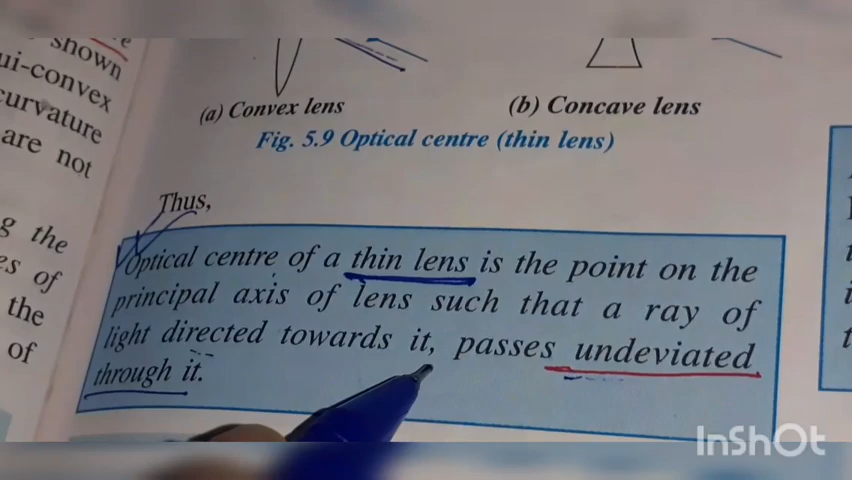 shown
ui-convex
curvature
are not
g the
es of
the
of
(a) Convex lens
(b) Concave lens
Fig. 5.9 Optical centre (thin lens)
Thus,
Optical centre of a thin lens is the point on the
principal axis of lens such that a ray of
light directed towards it, passes undeviated
through it.
InShOt